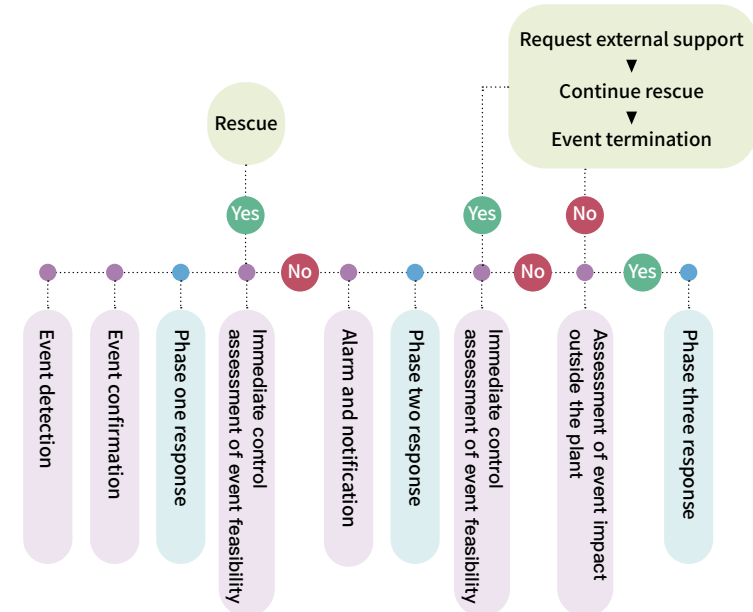 Request external support
▼
Continue rescue
▼
Event termination
Rescue
Yes
Yes
No
No
No
Yes
Event detection
Event confirmation
Phase one response
Immediate control
assessment of event feasibility
Alarm and notification
Phase two response
Immediate control
assessment of event feasibility
Assessment of event impact
outside the plant
Phase three response